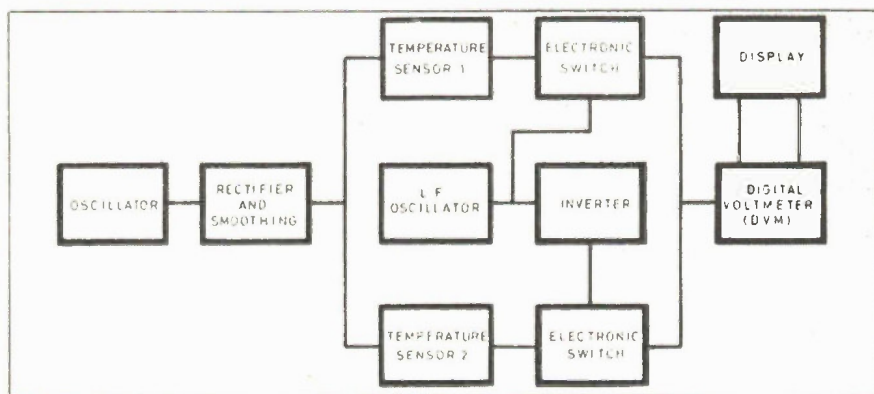 TEMPERATURE
SENSOR 1
ELECTRONIC
SWITCH
DISPLAY
OSCILLATOR
RECTIFIER
AND
SMOOTHING
L F
OSCILLATOR
INVERTER
DIGITAL
VOLTMETER
(DVM)
TEMPERATURE
SENSOR 2
ELECTRONIC
SWITCH